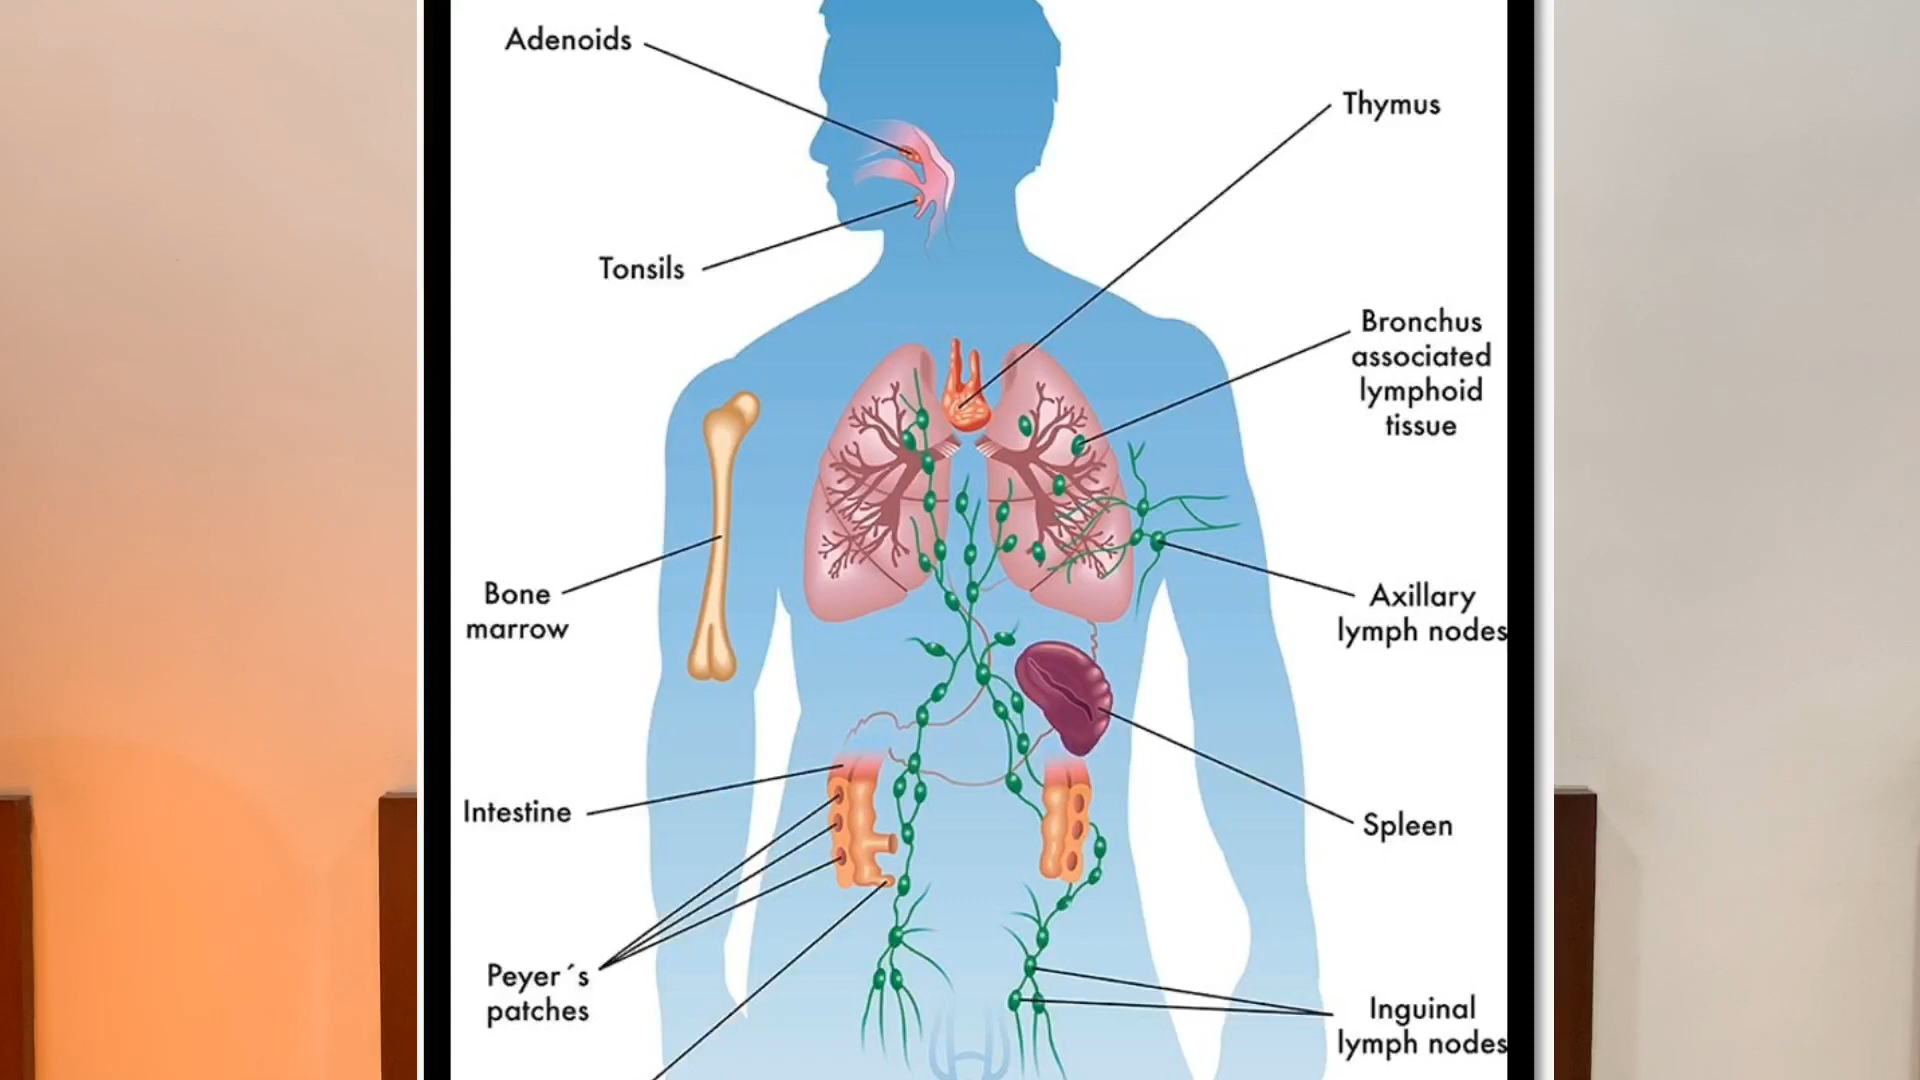 Adenoids
Thymus
Tonsils
Bronchus
associated
lymphoid
tissue
Bone
marrow
Axillary
lymph nodes
Intestine
Spleen
Peyer´s
patches
Inguinal
lymph nodes